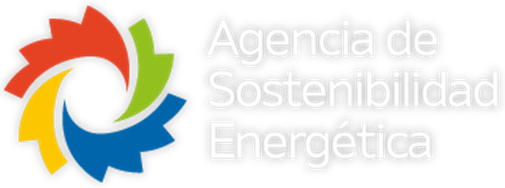 Agencia de
Sostenibilidad
Energética